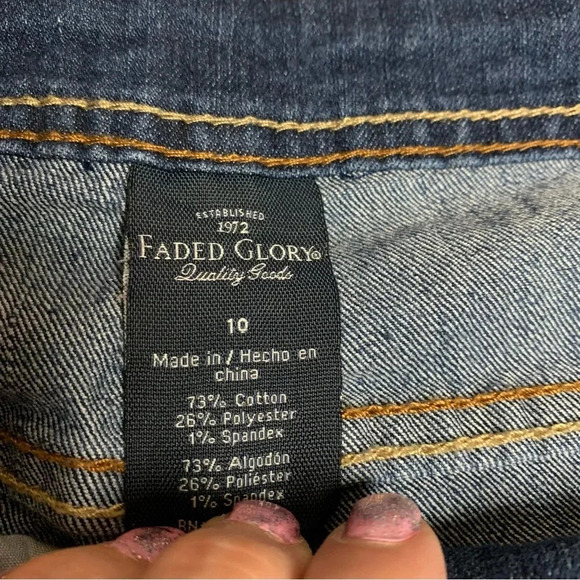 ESTABLISHED
1972
FADED GLORY®
Quality Goods
10
Made in / Hecho en
china
73% Cotton
26% Polyester
1% Spandex
73% Algodón
26% Poliéster
1% Spandex
RN